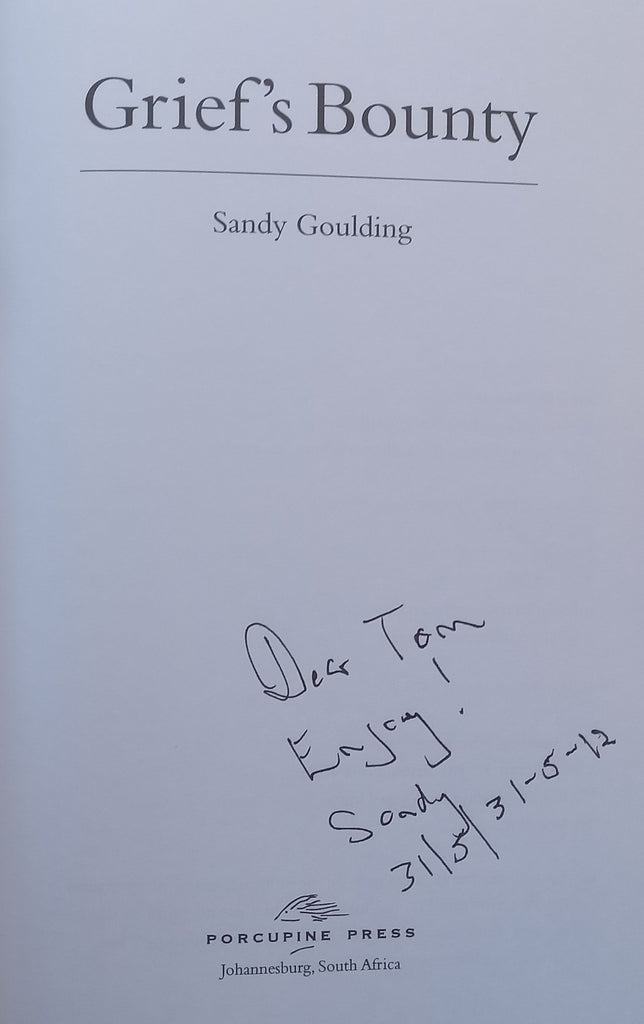 Grief's Bounty
Sandy Goulding
Dear Tom
Enjoy!
Sandy
31/5/ 31-5-12
PORCUPINE PRESS
Johannesburg, South Africa